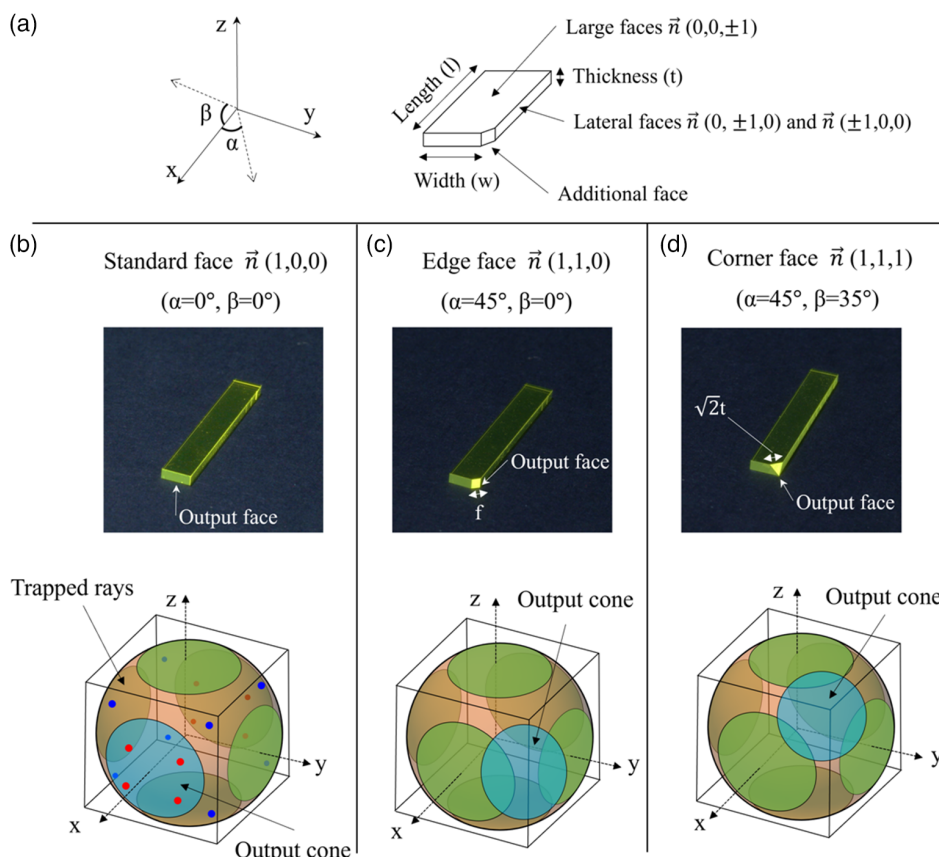 (a)
z
y
x
β
α
Length (l)
Width (w)
Large faces n⃗ (0,0,±1)
Thickness (t)
Lateral faces n⃗ (0, ±1,0) and n⃗ (±1,0,0)
Additional face
(b)
Standard face n⃗ (1,0,0)
(α=0°, β=0°)
Output face
Trapped rays
z
y
x
Output cone
(c)
Edge face n⃗ (1,1,0)
(α=45°, β=0°)
Output face
f
Output cone
z
y
x
(d)
Corner face n⃗ (1,1,1)
(α=45°, β=35°)
√2t
Output face
Output cone
z
y
x